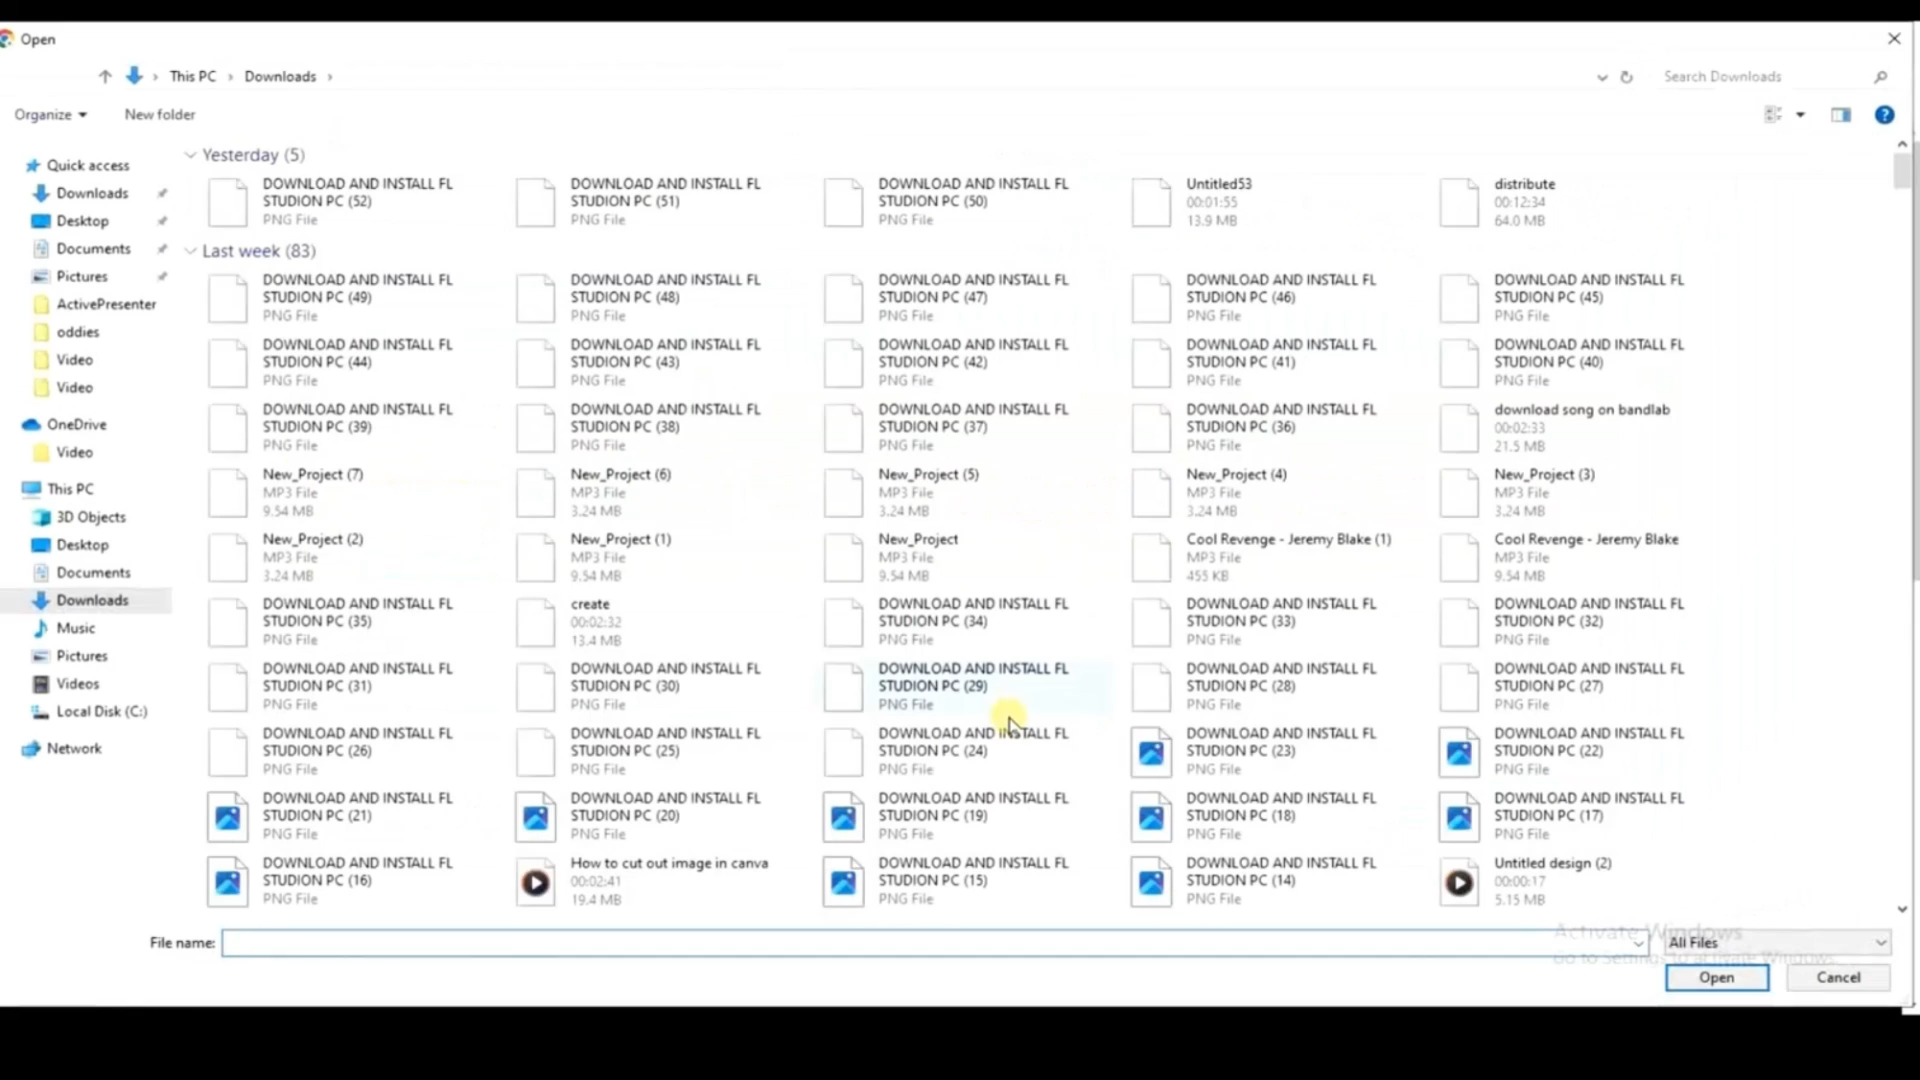 Open
This PC > Downloads >
Search Downloads
Organize
New folder
Quick access
Downloads
Desktop
Documents
Pictures
ActivePresenter
oddies
Video
Video
OneDrive
Video
This PC
3D Objects
Desktop
Documents
Downloads
Music
Pictures
Videos
Local Disk (C:)
Network
Yesterday (5)
DOWNLOAD AND INSTALL FL
STUDION PC (52)
PNG File
DOWNLOAD AND INSTALL FL
STUDION PC (51)
PNG File
DOWNLOAD AND INSTALL FL
STUDION PC (50)
PNG File
Untitled53
00:01:55
13.9 MB
distribute
00:12:34
64.0 MB
Last week (83)
DOWNLOAD AND INSTALL FL
STUDION PC (49)
PNG File
DOWNLOAD AND INSTALL FL
STUDION PC (48)
PNG File
DOWNLOAD AND INSTALL FL
STUDION PC (47)
PNG File
DOWNLOAD AND INSTALL FL
STUDION PC (46)
PNG File
DOWNLOAD AND INSTALL FL
STUDION PC (45)
PNG File
DOWNLOAD AND INSTALL FL
STUDION PC (44)
PNG File
DOWNLOAD AND INSTALL FL
STUDION PC (43)
PNG File
DOWNLOAD AND INSTALL FL
STUDION PC (42)
PNG File
DOWNLOAD AND INSTALL FL
STUDION PC (41)
PNG File
DOWNLOAD AND INSTALL FL
STUDION PC (40)
PNG File
DOWNLOAD AND INSTALL FL
STUDION PC (39)
PNG File
DOWNLOAD AND INSTALL FL
STUDION PC (38)
PNG File
DOWNLOAD AND INSTALL FL
STUDION PC (37)
PNG File
DOWNLOAD AND INSTALL FL
STUDION PC (36)
PNG File
download song on bandlab
00:02:33
21.5 MB
New_Project (7)
MP3 File
9.54 MB
New_Project (6)
MP3 File
3.24 MB
New_Project (5)
MP3 File
3.24 MB
New_Project (4)
MP3 File
3.24 MB
New_Project (3)
MP3 File
3.24 MB
New_Project (2)
MP3 File
3.24 MB
New_Project (1)
MP3 File
9.54 MB
New_Project
MP3 File
9.54 MB
Cool Revenge - Jeremy Blake (1)
MP3 File
455 KB
Cool Revenge - Jeremy Blake
MP3 File
9.54 MB
DOWNLOAD AND INSTALL FL
STUDION PC (35)
PNG File
create
00:02:32
13.4 MB
DOWNLOAD AND INSTALL FL
STUDION PC (34)
PNG File
DOWNLOAD AND INSTALL FL
STUDION PC (33)
PNG File
DOWNLOAD AND INSTALL FL
STUDION PC (32)
PNG File
DOWNLOAD AND INSTALL FL
STUDION PC (31)
PNG File
DOWNLOAD AND INSTALL FL
STUDION PC (30)
PNG File
DOWNLOAD AND INSTALL FL
STUDION PC (29)
PNG File
DOWNLOAD AND INSTALL FL
STUDION PC (28)
PNG File
DOWNLOAD AND INSTALL FL
STUDION PC (27)
PNG File
DOWNLOAD AND INSTALL FL
STUDION PC (26)
PNG File
DOWNLOAD AND INSTALL FL
STUDION PC (25)
PNG File
DOWNLOAD AND INSTALL FL
STUDION PC (24)
PNG File
DOWNLOAD AND INSTALL FL
STUDION PC (23)
PNG File
DOWNLOAD AND INSTALL FL
STUDION PC (22)
PNG File
DOWNLOAD AND INSTALL FL
STUDION PC (21)
PNG File
DOWNLOAD AND INSTALL FL
STUDION PC (20)
PNG File
DOWNLOAD AND INSTALL FL
STUDION PC (19)
PNG File
DOWNLOAD AND INSTALL FL
STUDION PC (18)
PNG File
DOWNLOAD AND INSTALL FL
STUDION PC (17)
PNG File
DOWNLOAD AND INSTALL FL
STUDION PC (16)
PNG File
How to cut out image in canva
00:02:41
19.4 MB
DOWNLOAD AND INSTALL FL
STUDION PC (15)
PNG File
DOWNLOAD AND INSTALL FL
STUDION PC (14)
PNG File
Untitled design (2)
00:00:17
5.15 MB
Activate Windows
Go to Settings to activate Windows.
File name:
All Files
Open
Cancel